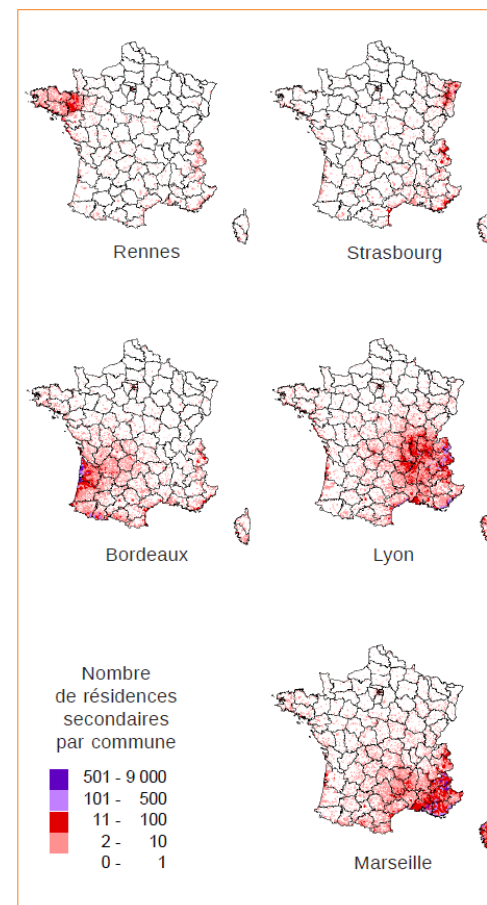 Rennes
Strasbourg
Bordeaux
Lyon
Nombre
de résidences
secondaires
par commune
501 - 9 000
101 - 500
11 - 100
2 - 10
0 - 1
Marseille